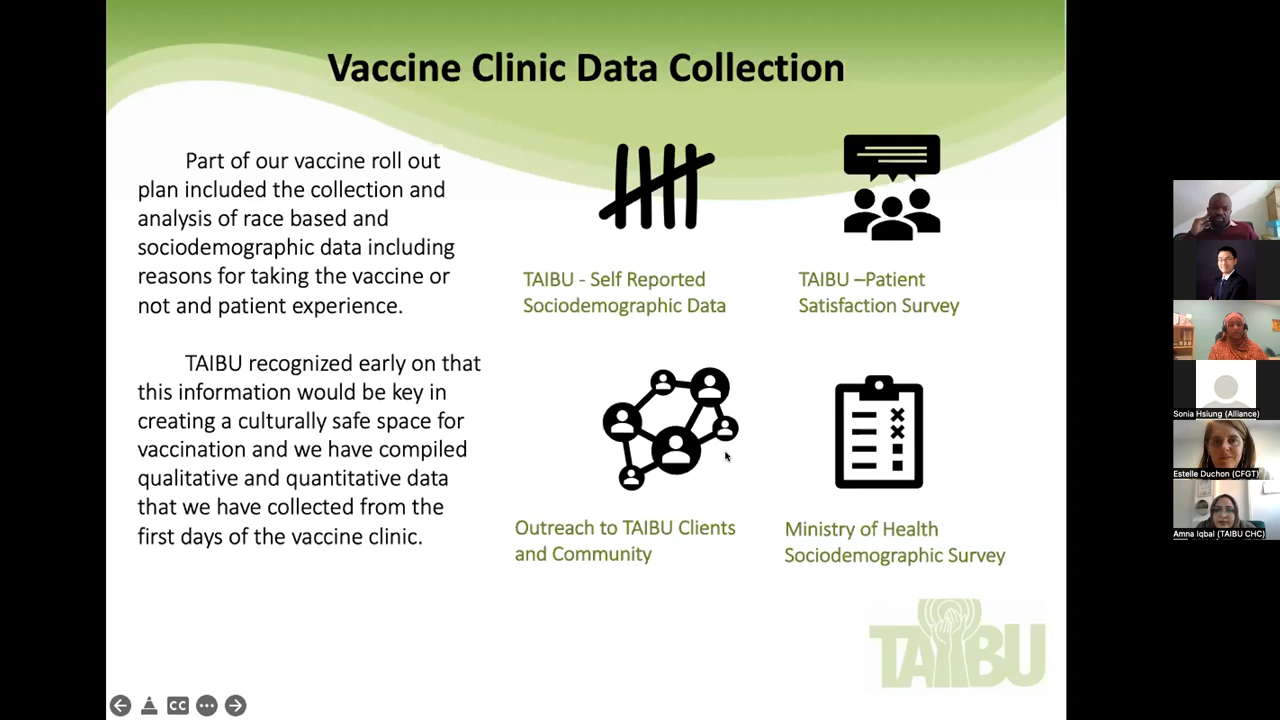 Vaccine Clinic Data Collection
Part of our vaccine roll out
plan included the collection and
analysis of race based and
sociodemographic data including
reasons for taking the vaccine or
not and patient experience.
TAIBU recognized early on that
this information would be key in
creating a culturally safe space for
vaccination and we have compiled
qualitative and quantitative data
that we have collected from the
first days of the vaccine clinic.
TAIBU - Self Reported
Sociodemographic Data
TAIBU –Patient
Satisfaction Survey
Outreach to TAIBU Clients
and Community
Ministry of Health
Sociodemographic Survey
TAIBU
CC
Sonia Hsiung (Alliance)
Estelle Duchon (CFGT)
Amna Iqbal (TAIBU CHC)